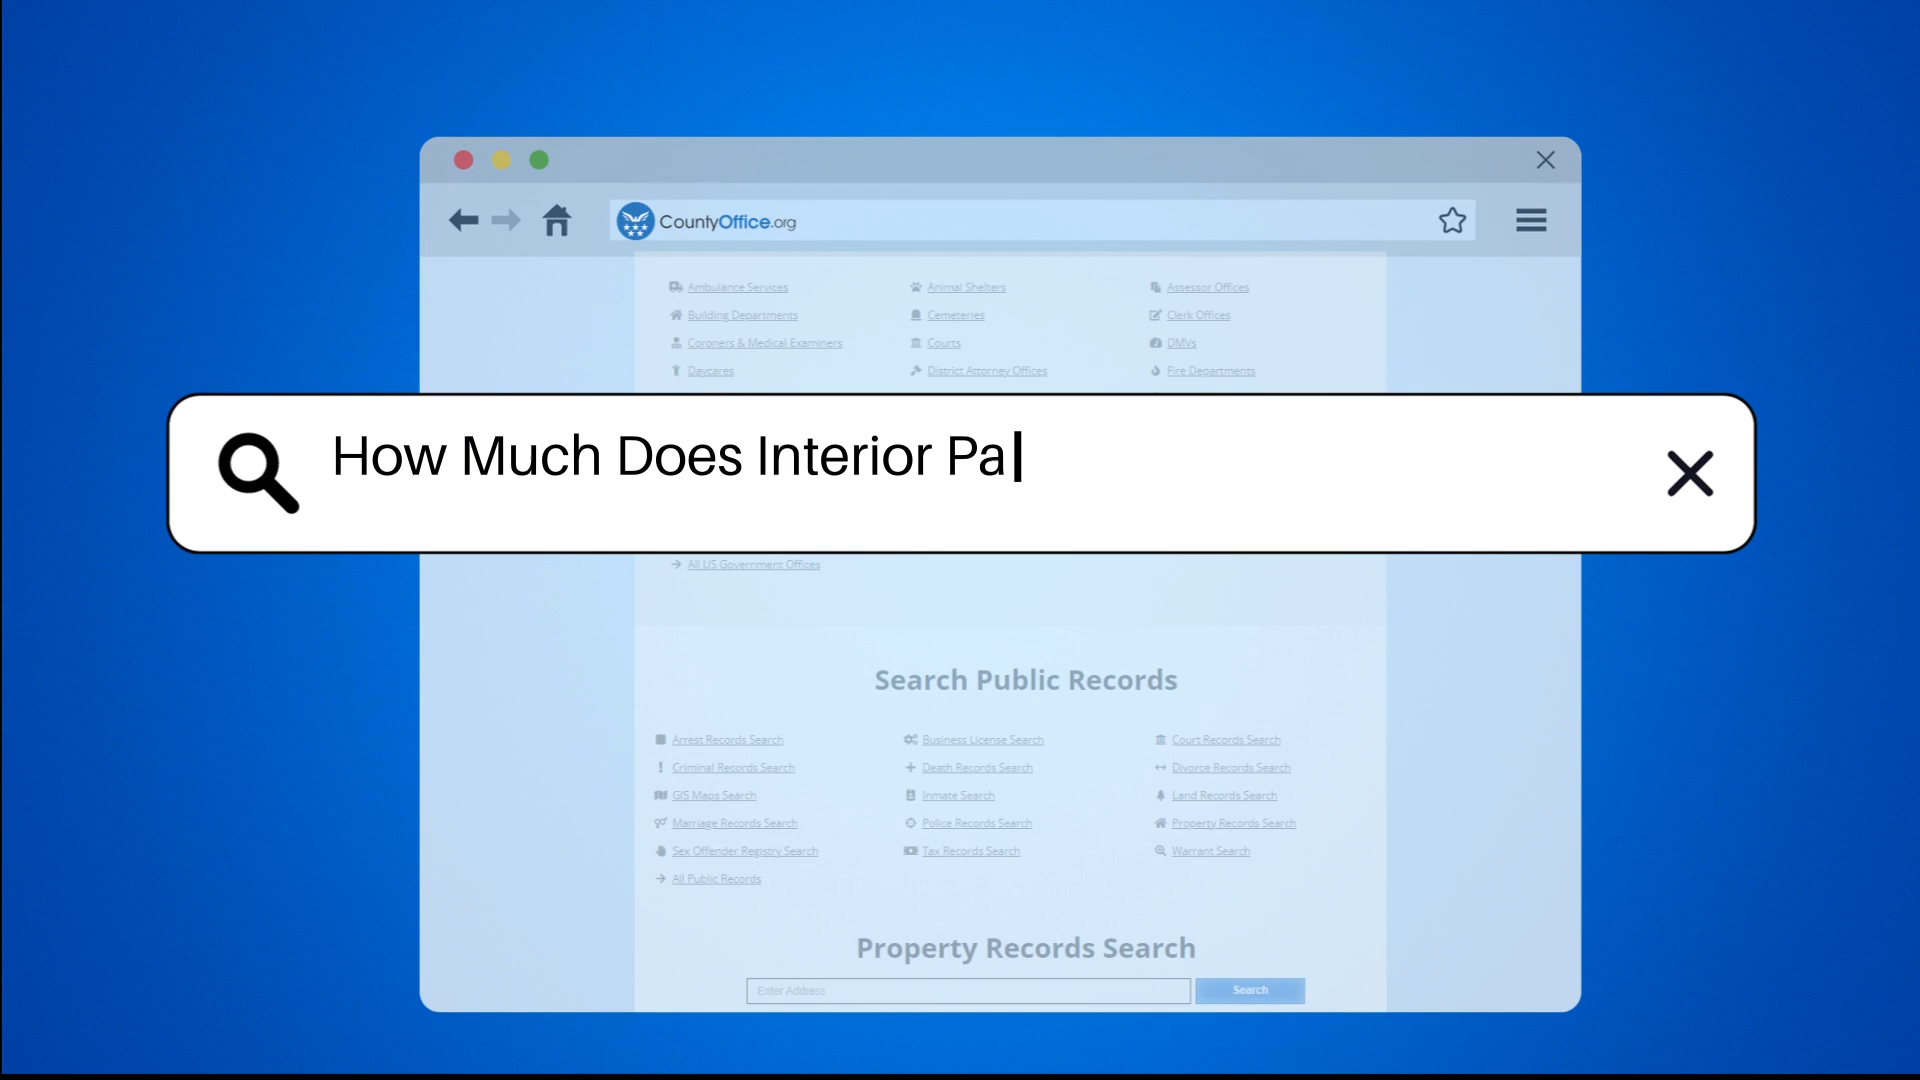 CountyOffice.org
Ambulance Services Animal Shelters Assessor Offices
Building Departments Cemeteries Clerk Offices
Coroners & Medical Examiners Courts DMVs
Daycares District Attorney Offices Fire Departments
How Much Does Interior Pa
All US Government Offices
Search Public Records
Arrest Records Search Business License Search Court Records Search
Criminal Records Search Death Records Search Divorce Records Search
GIS Maps Search Inmate Search Land Records Search
Marriage Records Search Police Records Search Property Records Search
Sex Offender Registry Search Tax Records Search Warrant Search
All Public Records
Property Records Search
Enter Address Search